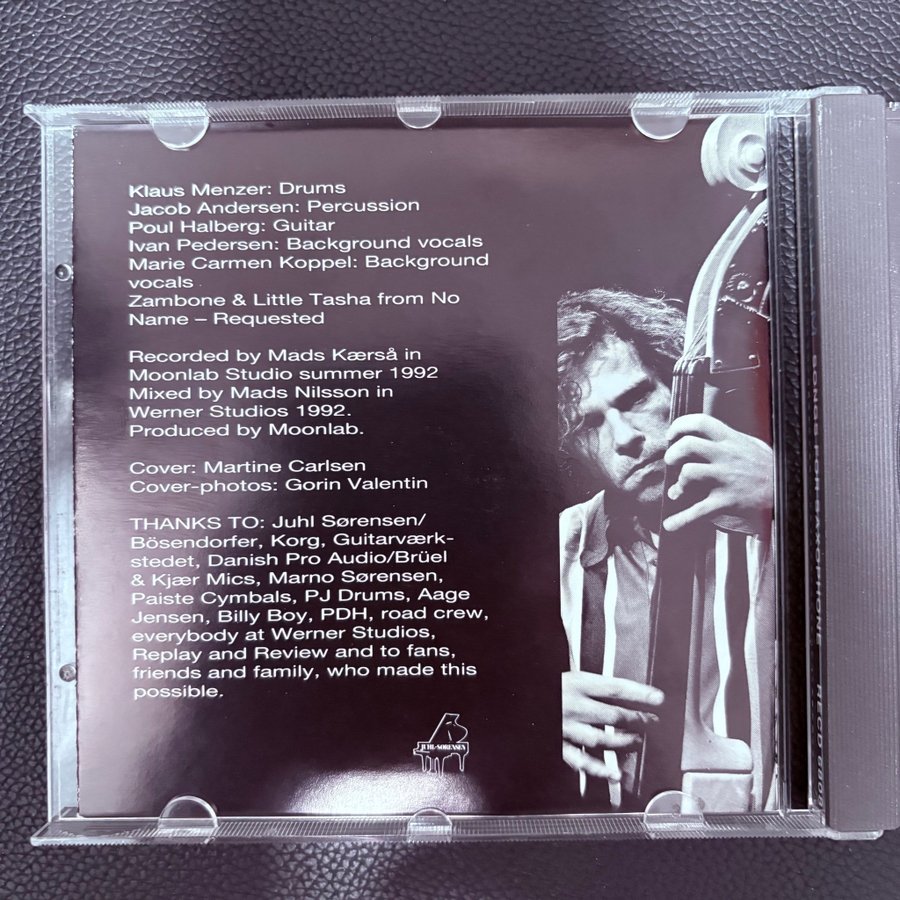 Klaus Menzer: Drums
Jacob Andersen: Percussion
Poul Halberg: Guitar
Ivan Pedersen: Background vocals
Marie Carmen Koppel: Background
vocals
Zambone & Little Tasha from No
Name – Requested
Recorded by Mads Kærså in
Moonlab Studio summer 1992
Mixed by Mads Nilsson in
Werner Studios 1992.
Produced by Moonlab.
Cover: Martine Carlsen
Cover-photos: Gorin Valentin
THANKS TO: Juhl Sørensen/
Bösendorfer, Korg, Guitarværk-
stedet, Danish Pro Audio/Brüel
& Kjær Mics, Marno Sørensen,
Paiste Cymbals, PJ Drums, Aage
Jensen, Billy Boy, PDH, road crew,
everybody at Werner Studios,
Replay and Review and to fans,
friends and family, who made this
possible.
JUHL-SØRENSEN